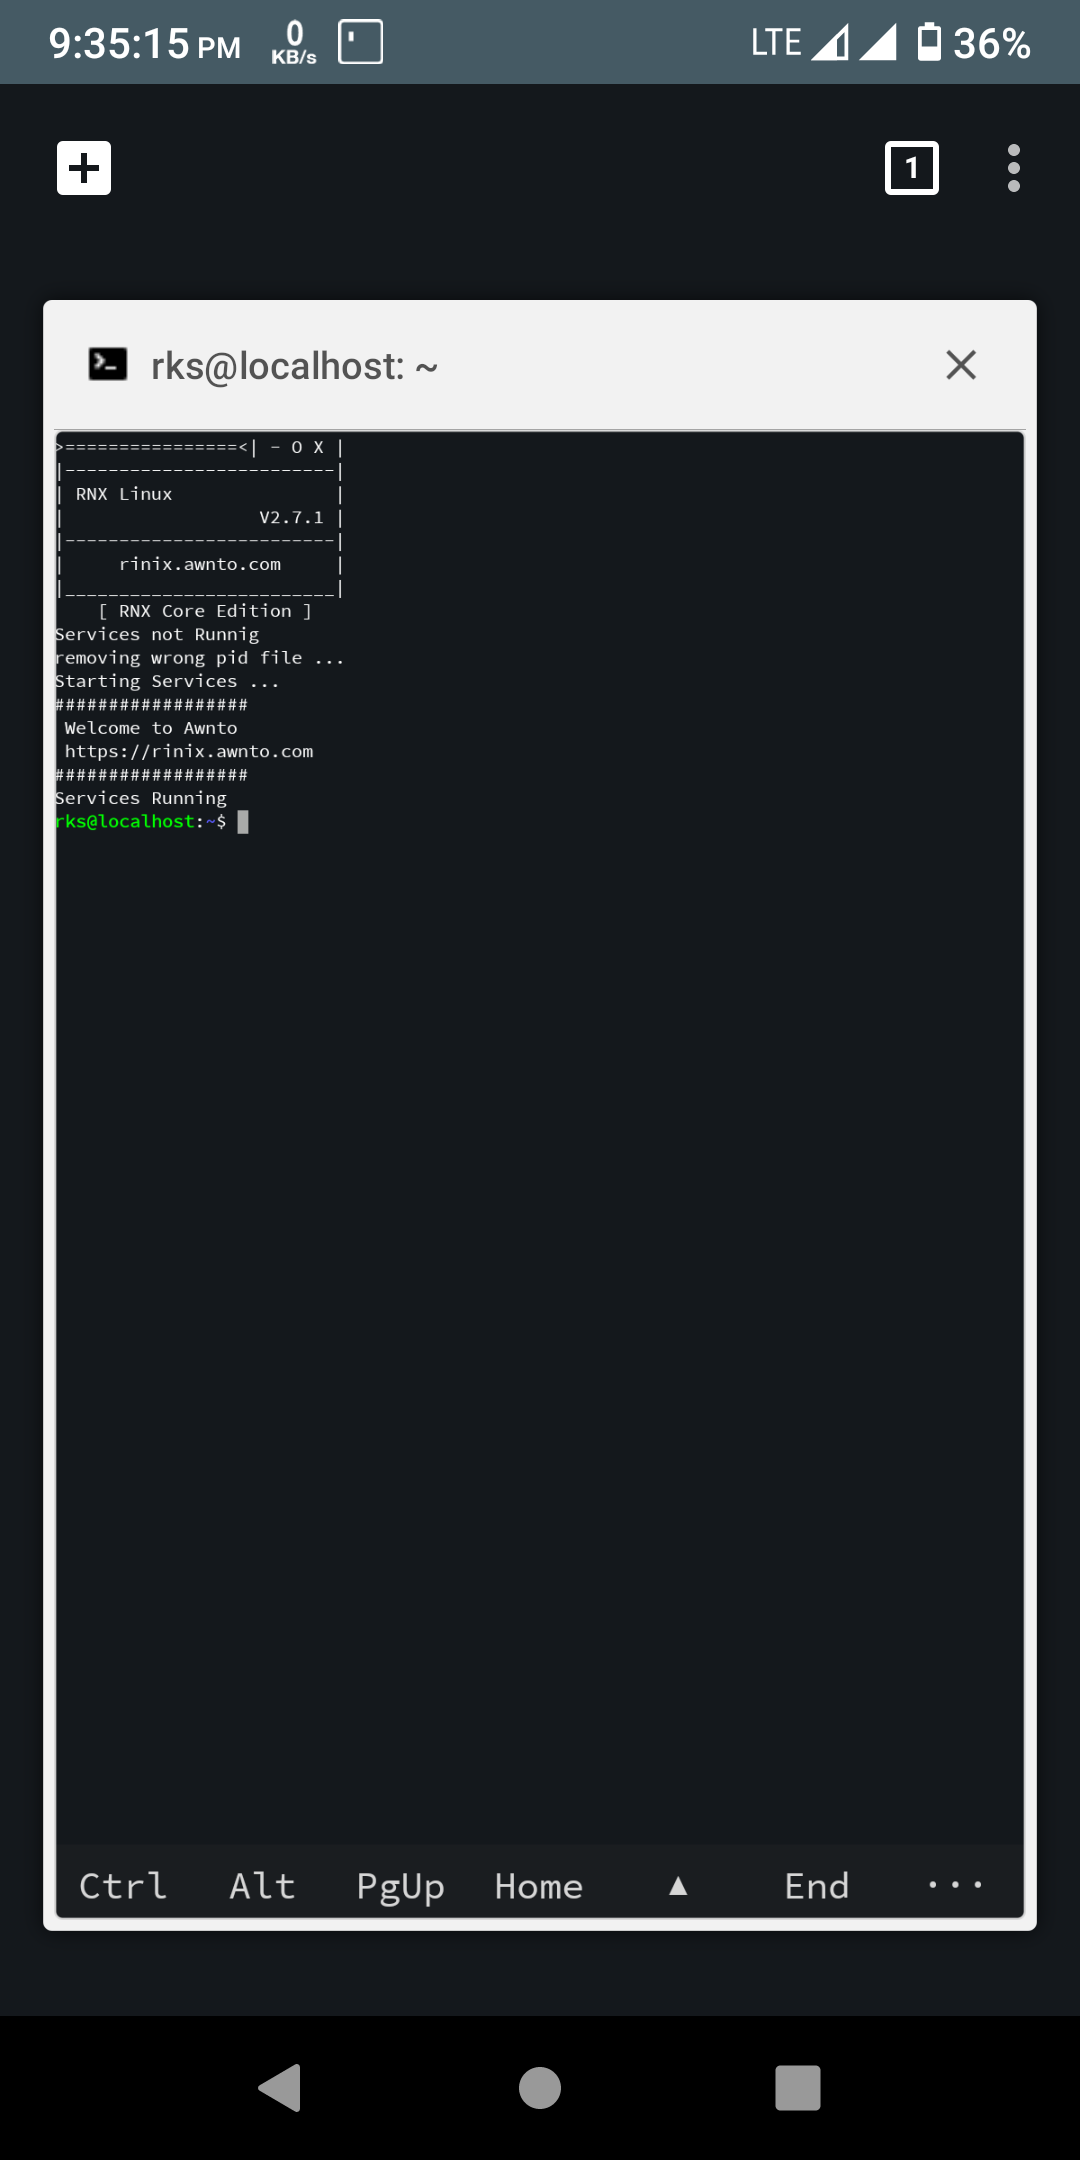 9:35:15 PM 0 KB/s LTE 36%
1
rks@localhost: ~
>================<| - O X |
|-------------------------|
| RNX Linux               |
|                  V2.7.1 |
|-------------------------|
|     rinix.awnto.com     |
|_________________________|
    [ RNX Core Edition ]
Services not Runnig
removing wrong pid file ...
Starting Services ...
##################
 Welcome to Awnto
 https://rinix.awnto.com
##################
Services Running
rks@localhost:~$
Ctrl Alt PgUp Home ▲ End ...